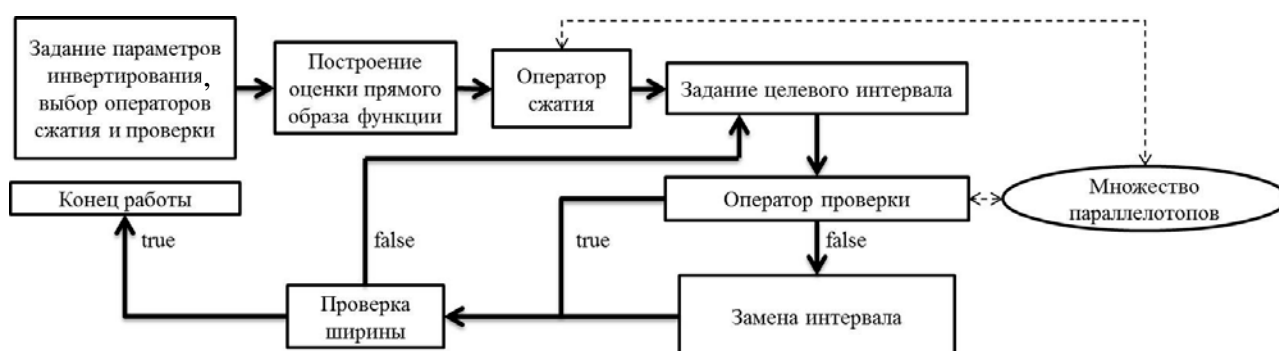 Задание параметров
инвертирования,
выбор операторов
сжатия и проверки
Построение
оценки прямого
образа функции
Оператор
сжатия
Задание целевого интервала
Конец работы
Оператор проверки
Множество
параллелотопов
true
false
true
false
Проверка
ширины
Замена интервала